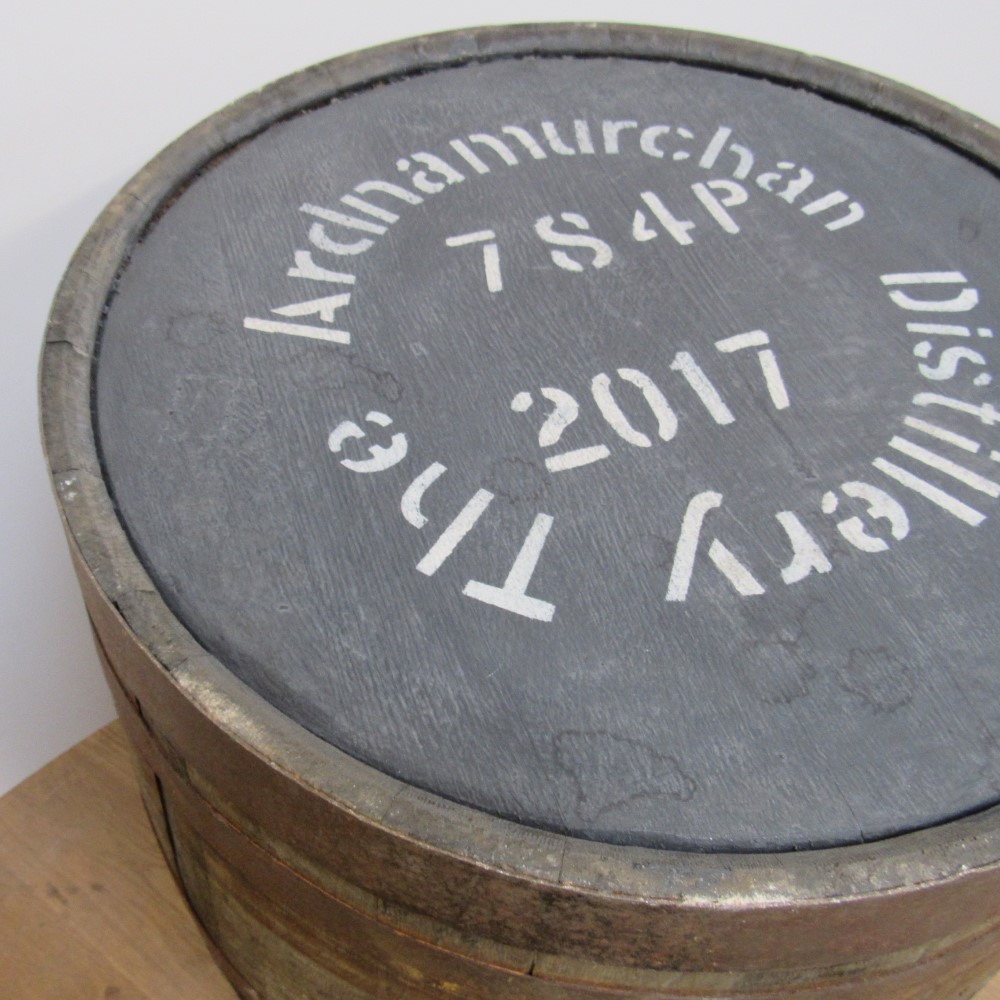 The Ardnamurchan Distillery
7S4P
2017